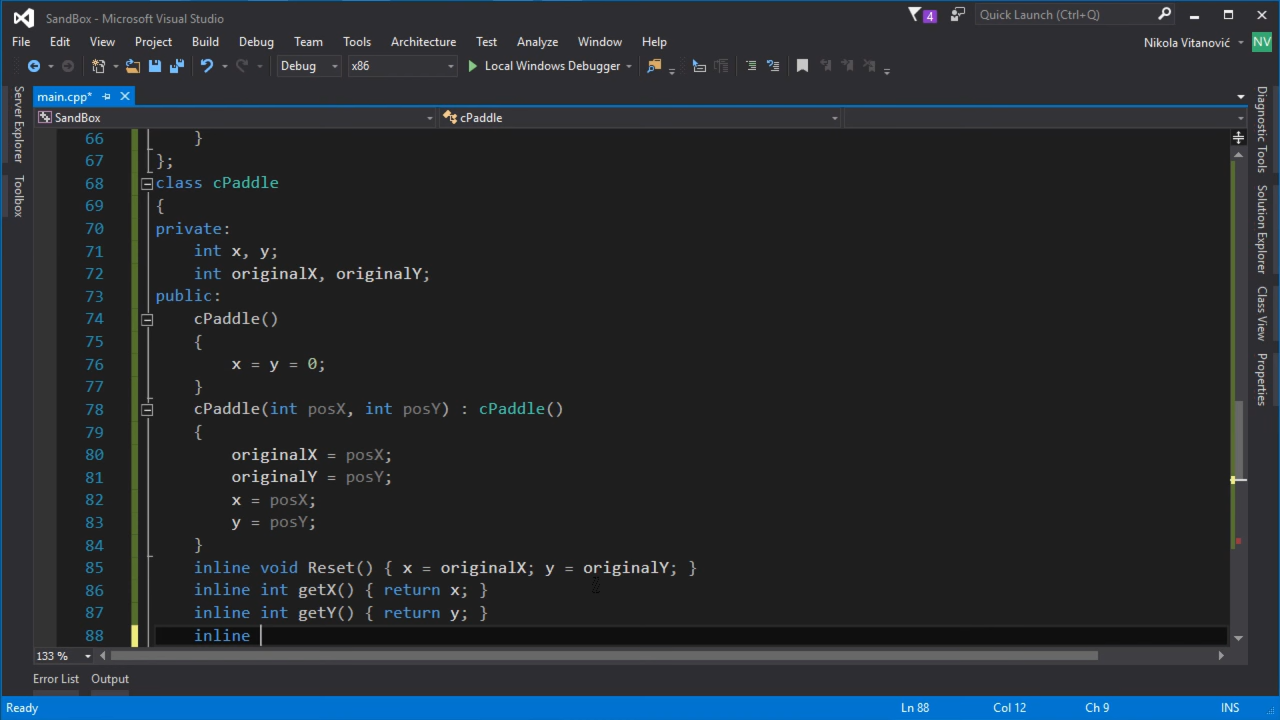 SandBox - Microsoft Visual Studio
4
Quick Launch (Ctrl+Q)
File Edit View Project Build Debug Team Tools Architecture Test Analyze Window Help
Nikola Vitanović NV
Debug x86 Local Windows Debugger
main.cpp*
SandBox cPaddle
Server Explorer
Toolbox
66 }
67 };
68 class cPaddle
69 {
70 private:
71 int x, y;
72 int originalX, originalY;
73 public:
74 cPaddle()
75 {
76 x = y = 0;
77 }
78 cPaddle(int posX, int posY) : cPaddle()
79 {
80 originalX = posX;
81 originalY = posY;
82 x = posX;
83 y = posY;
84 }
85 inline void Reset() { x = originalX; y = originalY; }
86 inline int getX() { return x; }
87 inline int getY() { return y; }
88 inline
Diagnostic Tools
Solution Explorer
Class View
Properties
133 %
Error List Output
Ready Ln 88 Col 12 Ch 9 INS